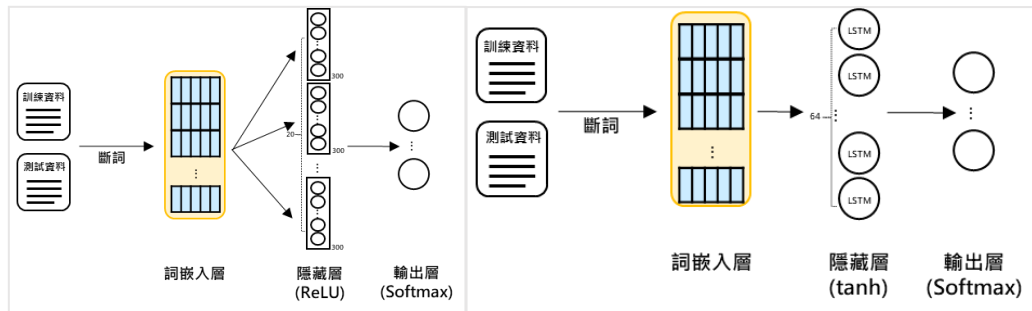 訓練資料
測試資料
斷詞
⋮
詞嵌入層
300
20
300
⋮
300
隱藏層
(ReLU)
⋮
輸出層
(Softmax)
訓練資料
測試資料
斷詞
⋮
詞嵌入層
LSTM
LSTM
64
⋮
LSTM
LSTM
隱藏層
(tanh)
⋮
輸出層
(Softmax)